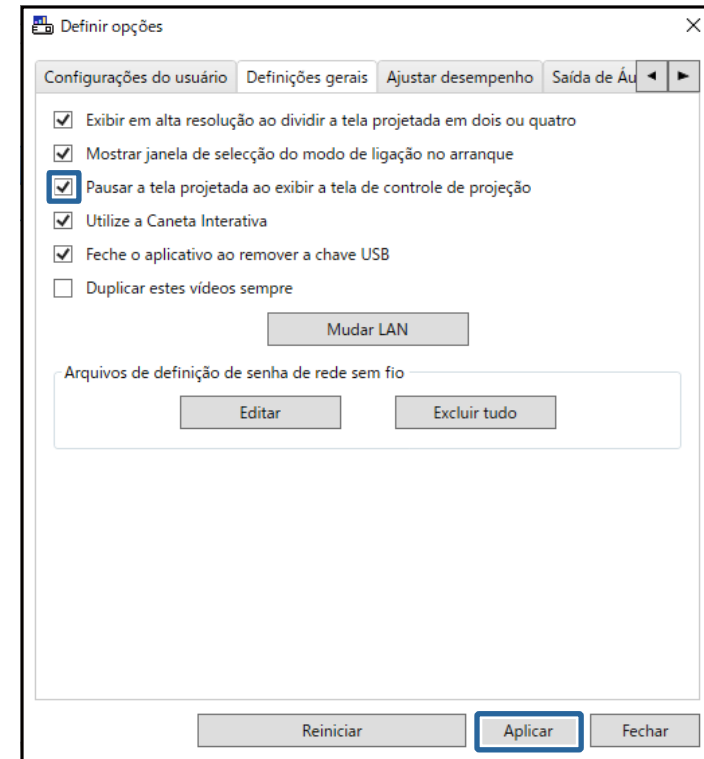 Definir opções
Configurações do usuário Definições gerais Ajustar desempenho Saída de Áu
Exibir em alta resolução ao dividir a tela projetada em dois ou quatro
Mostrar janela de selecção do modo de ligação no arranque
Pausar a tela projetada ao exibir a tela de controle de projeção
Utilize a Caneta Interativa
Feche o aplicativo ao remover a chave USB
Duplicar estes vídeos sempre
Mudar LAN
Arquivos de definição de senha de rede sem fio
Editar Excluir tudo
Reiniciar Aplicar Fechar